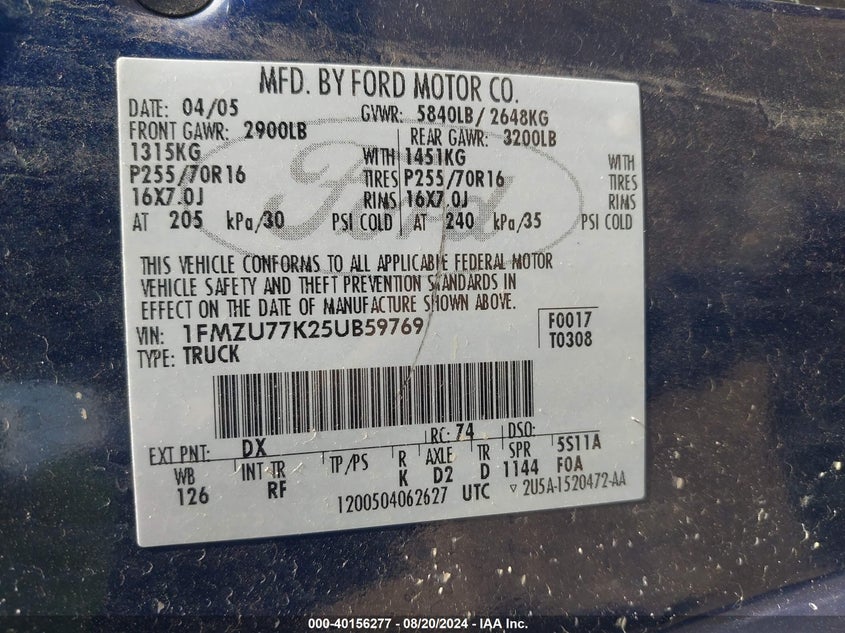 MFD. BY FORD MOTOR CO.
DATE: 04/05 GVWR: 5840LB/ 2648KG
FRONT GAWR: 2900LB REAR GAWR: 3200LB
1315KG WITH 1451KG WITH
P255/70R16 TIRES P255/70R16 TIRES
16X7.0J RIMS 16X7.0J RIMS
AT 205 kPa/30 PSI COLD AT 240 kPa/35 PSI COLD
Ford
THIS VEHICLE CONFORMS TO ALL APPLICABLE FEDERAL MOTOR
VEHICLE SAFETY AND THEFT PREVENTION STANDARDS IN
EFFECT ON THE DATE OF MANUFACTURE SHOWN ABOVE.
VIN: 1FMZU77K25UB59769 F0017
TYPE: TRUCK T0308
EXT PNT: DX RC: 74 DSO:
WB INT TR TP/PS R AXLE TR SPR 5S11A
126 RF K D2 D 1144 F0A
1200504062627 UTC ▽ 2U5A-1520472-AA
000-40156277 - 08/20/2024 - IAA Inc.